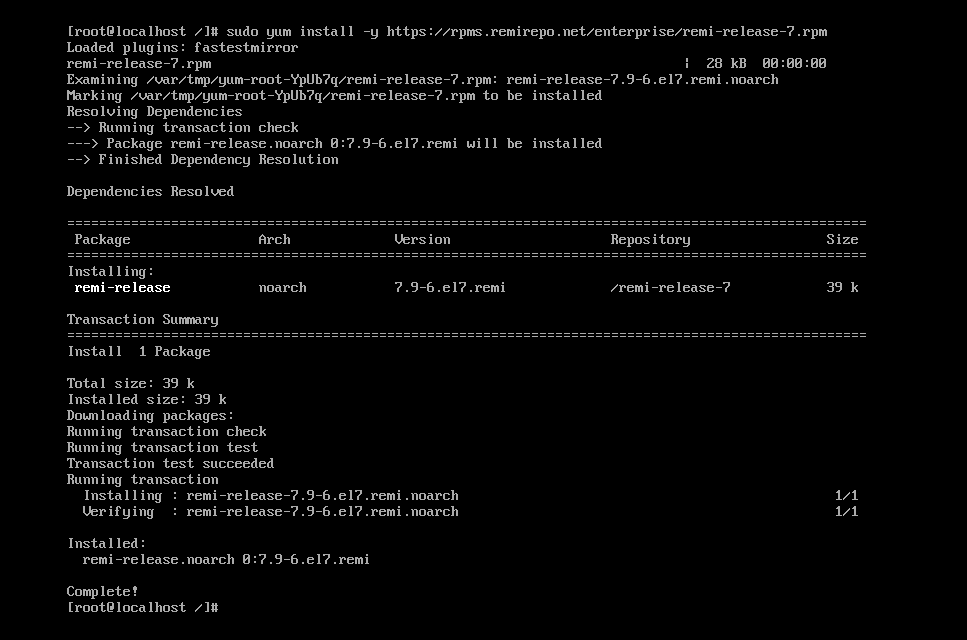 [root@localhost /]# sudo yum install -y https://rpms.remirepo.net/enterprise/remi-release-7.rpm
Loaded plugins: fastestmirror
remi-release-7.rpm                                                           |  28 kB  00:00:00
Examining /var/tmp/yum-root-YpUb7q/remi-release-7.rpm: remi-release-7.9-6.el7.remi.noarch
Marking /var/tmp/yum-root-YpUb7q/remi-release-7.rpm to be installed
Resolving Dependencies
--> Running transaction check
---> Package remi-release.noarch 0:7.9-6.el7.remi will be installed
--> Finished Dependency Resolution

Dependencies Resolved

====================================================================================================
 Package                Arch             Version                    Repository                 Size
====================================================================================================
Installing:
 remi-release           noarch           7.9-6.el7.remi             /remi-release-7            39 k

Transaction Summary
====================================================================================================
Install  1 Package

Total size: 39 k
Installed size: 39 k
Downloading packages:
Running transaction check
Running transaction test
Transaction test succeeded
Running transaction
  Installing : remi-release-7.9-6.el7.remi.noarch                                               1/1
  Verifying  : remi-release-7.9-6.el7.remi.noarch                                               1/1

Installed:
  remi-release.noarch 0:7.9-6.el7.remi

Complete!
[root@localhost /]#